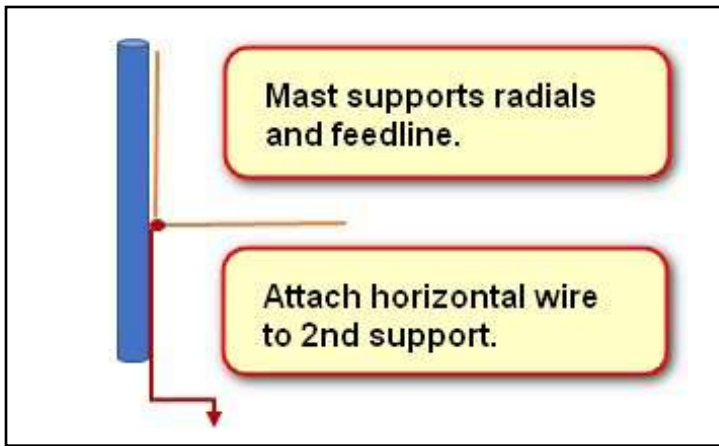 Mast supports radials
and feedline.
Attach horizontal wire
to 2nd support.